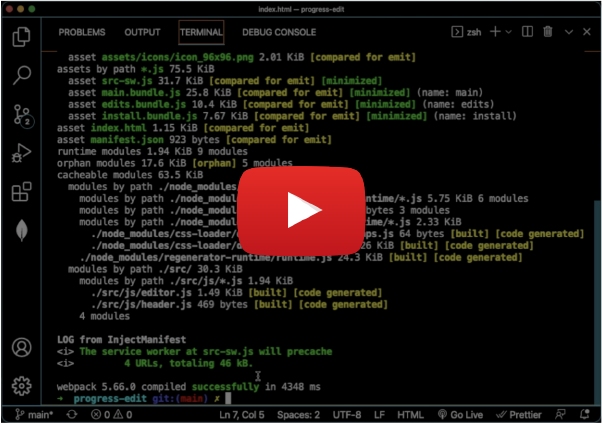 index.html — progress-edit
PROBLEMS OUTPUT TERMINAL DEBUG CONSOLE zsh
asset assets/icons/icon_96x96.png 2.01 KiB [compared for emit]
assets by path *.js 75.5 KiB
asset src-sw.js 31.7 KiB [compared for emit] [minimized]
asset main.bundle.js 25.8 KiB [compared for emit] [minimized] (name: main)
asset edits.bundle.js 10.4 KiB [compared for emit] [minimized] (name: edits)
asset install.bundle.js 7.67 KiB [compared for emit] [minimized] (name: install)
asset index.html 1.15 KiB [compared for emit]
asset manifest.json 923 bytes [compared for emit]
runtime modules 1.94 KiB 9 modules
orphan modules 17.6 KiB [orphan] 5 modules
cacheable modules 63.5 KiB
modules by path ./node_modules/
modules by path ./node_mod untime/*.js 5.75 KiB 6 modules
modules by path ./node_mod bytes 3 modules
modules by path ./node_mod /*.js 2.33 KiB
./node_modules/css-loader/ ps.js 64 bytes [built] [code generated]
./node_modules/css-loader/ 26 KiB [built] [code generated]
./node_modules/regenerator-runtime/runtime.js 24.3 KiB [built] [code generated]
modules by path ./src/ 30.3 KiB
modules by path ./src/js/*.js 1.94 KiB
./src/js/editor.js 1.49 KiB [built] [code generated]
./src/js/header.js 469 bytes [built] [code generated]
4 modules
LOG from InjectManifest
<i> The service worker at src-sw.js will precache
<i> 4 URLs, totaling 46 kB.
webpack 5.66.0 compiled successfully in 4348 ms
➜ progress-edit git:(main) ✗
2
main* 0 0 Ln 7, Col 5 Spaces: 2 UTF-8 LF HTML Go Live Prettier